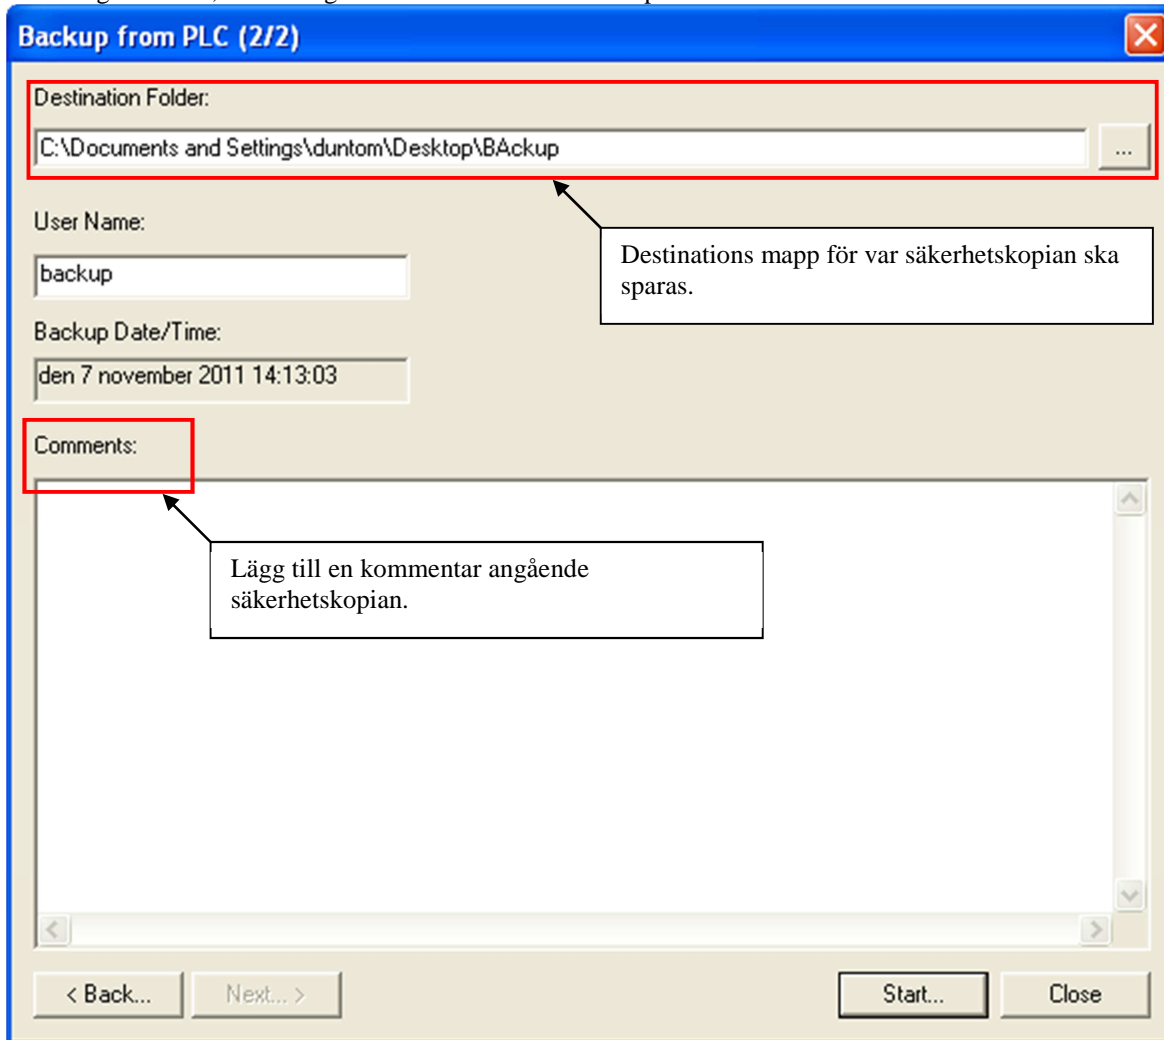 Backup from PLC (2/2)
Destination Folder:
C:\Documents and Settings\duntom\Desktop\BAckup
...
User Name:
backup
Destinations mapp för var säkerhetskopian ska
sparas.
Backup Date/Time:
den 7 november 2011 14:13:03
Comments:
Lägg till en kommentar angående
säkerhetskopian.
< Back...
Next... >
Start...
Close